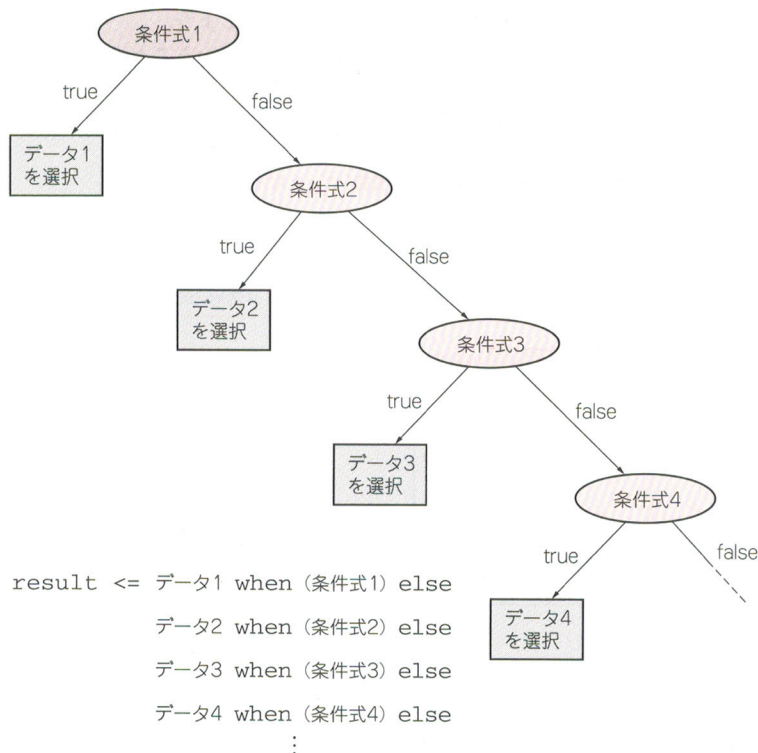 条件式1
true
false
データ1
を選択
条件式2
true
false
データ2
を選択
条件式3
true
false
データ3
を選択
条件式4
true
false
データ4
を選択
result <= データ1 when (条件式1) else
データ2 when (条件式2) else
データ3 when (条件式3) else
データ4 when (条件式4) else
⋮